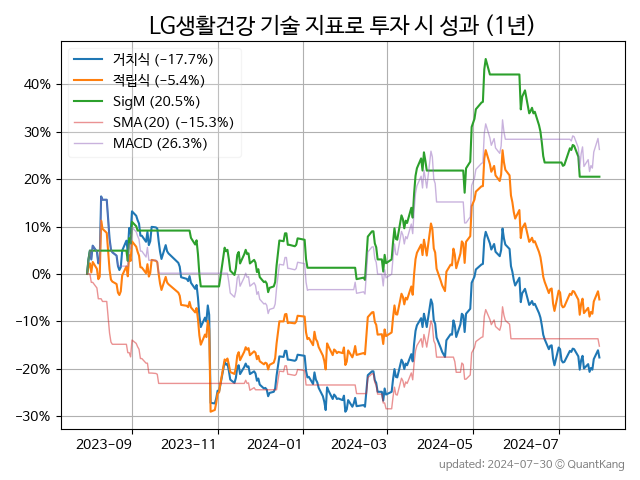 LG생활건강 기술 지표로 투자 시 성과 (1년)
거치식 (−17.7%)
적립식 (−5.4%)
SigM (20.5%)
SMA(20) (−15.3%)
MACD (26.3%)
40%
30%
20%
10%
0%
−10%
−20%
−30%
2023−09 2023−11 2024−01 2024−03 2024−05 2024−07
updated: 2024-07-30 © QuantKang